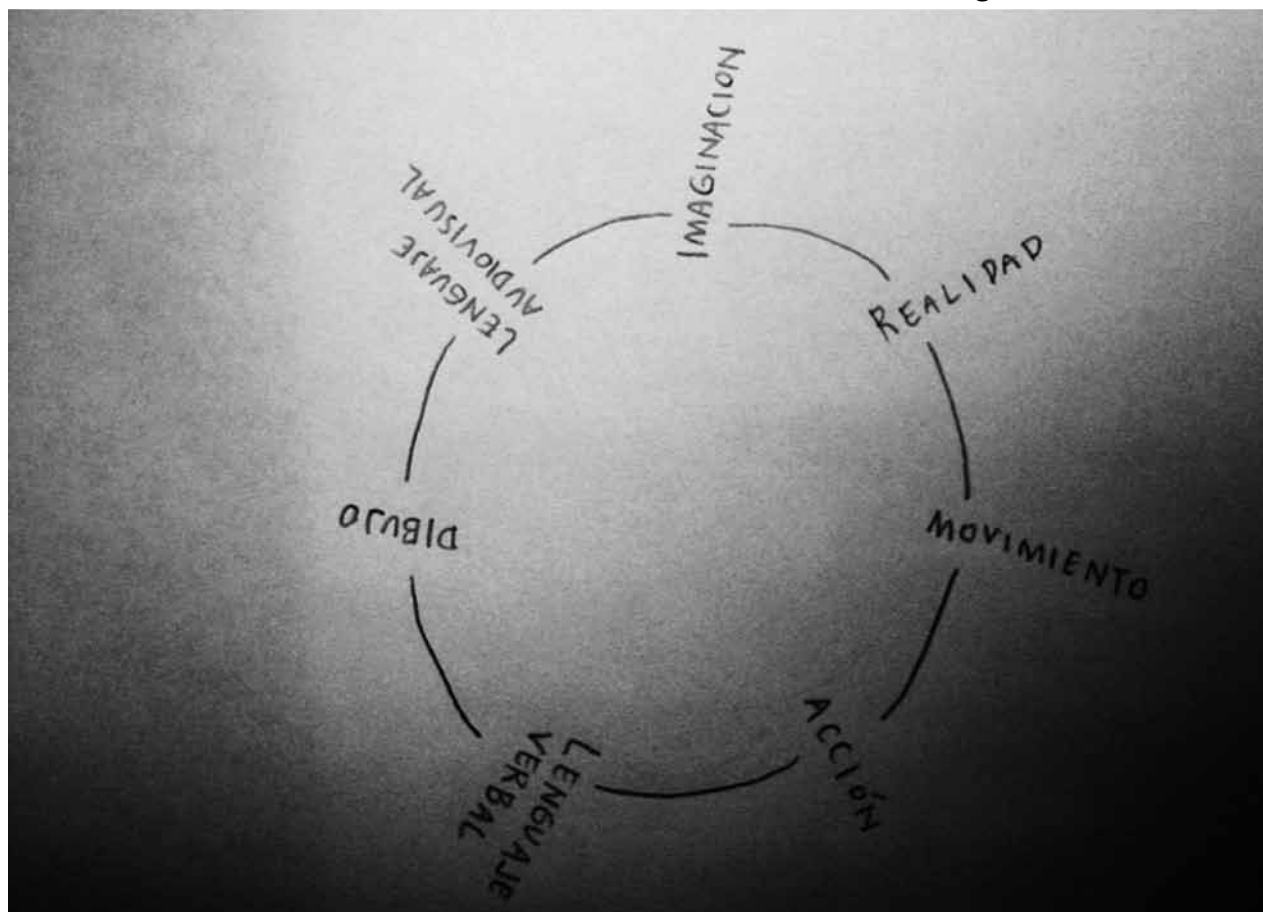 IMAGINACION
REALIDAD
MOVIMIENTO
ACCIÓN
LENGUAJE
VERBAL
DIBUJO
LENGUAJE
AUDIOVISUAL